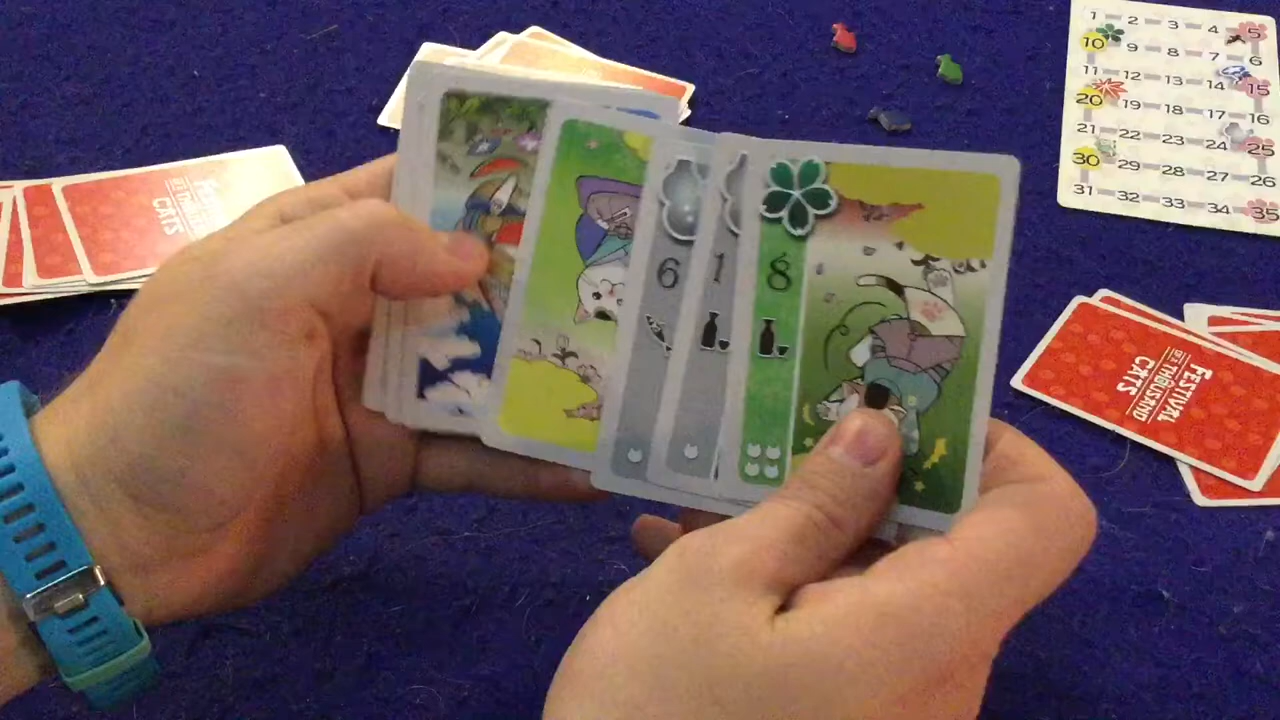 1 2 3 4 5
10 9 8 7 6
11 12 13 14 15
20 19 18 17 16
21 22 23 24 25
30 29 28 27 26
31 32 33 34 35
CATS
6
1
8
FESTIVAL
OF A THOUSAND
CATS